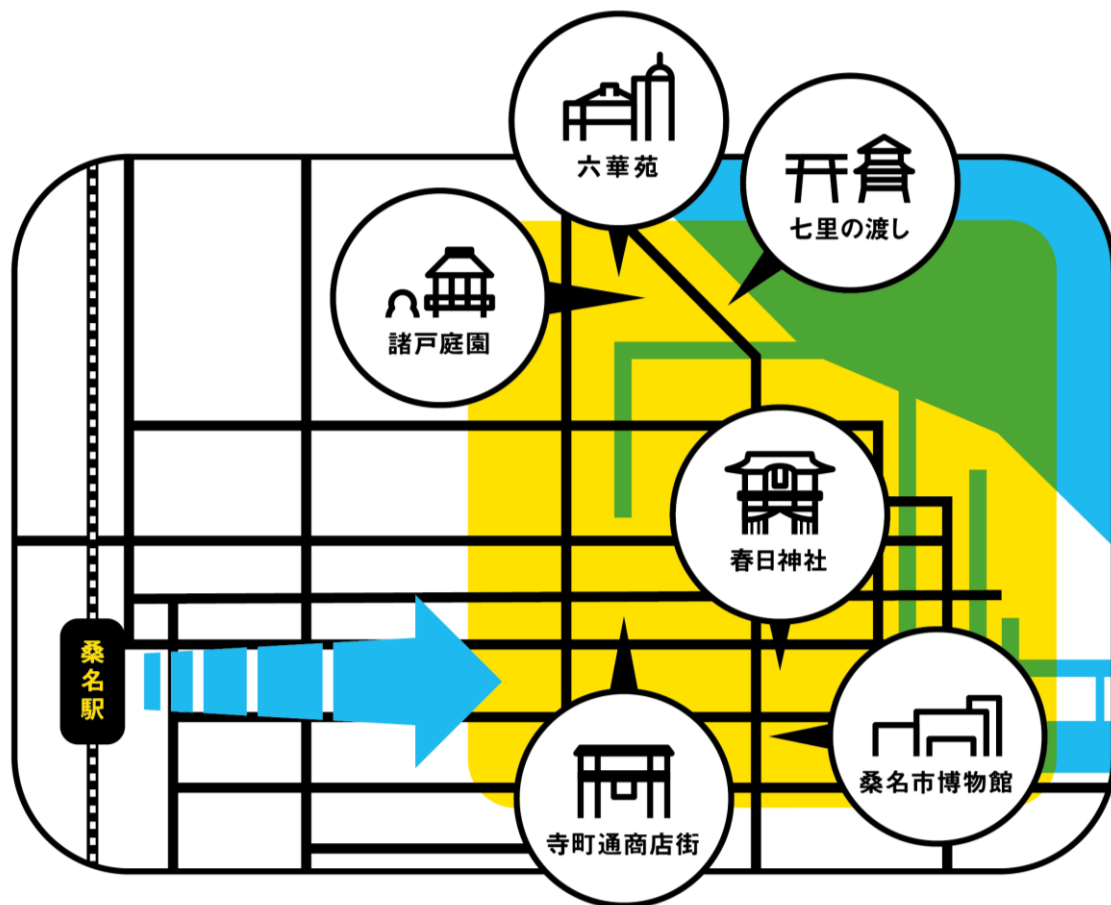 六華苑
七里の渡し
諸戸庭園
春日神社
桑名駅
桑名市博物館
寺町通商店街